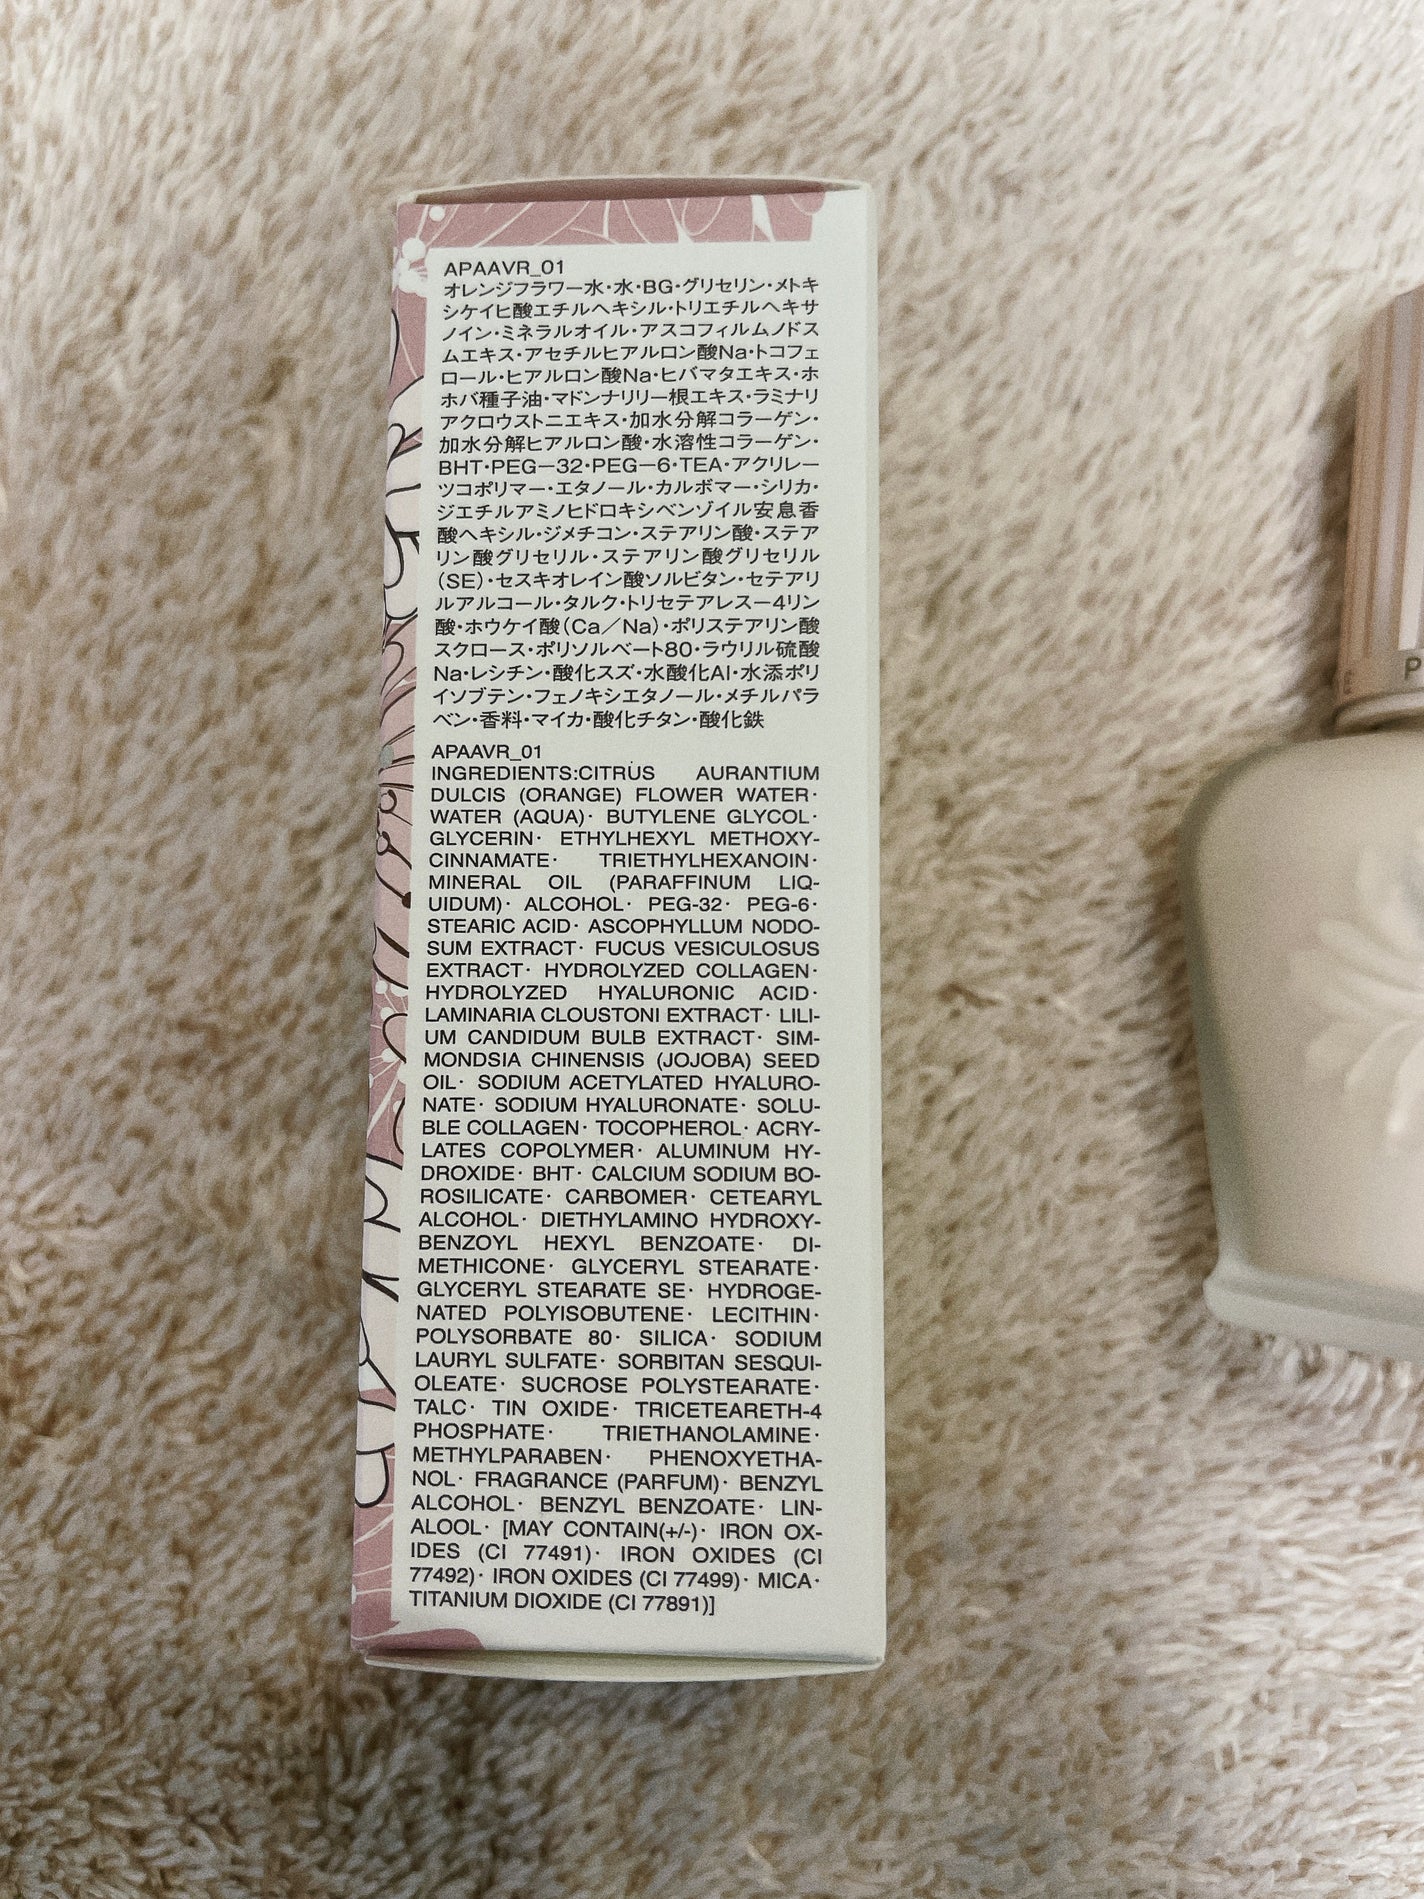 APAAVR_01
オレンジフラワー水・水・BG・グリセリン・メトキ
シケイヒ酸エチルヘキシル・トリエチルヘキサ
ノイン・ミネラルオイル・アスコフィルムノドス
ムエキス・アセチルヒアルロン酸Na・トコフェ
ロール・ヒアルロン酸Na・ヒバマタエキス・ホ
ホバ種子油・マドンナリリー根エキス・ラミナリ
アクロウストニエキス・加水分解コラーゲン・
加水分解ヒアルロン酸・水溶性コラーゲン・
BHT・PEG－32・PEG－6・TEA・アクリレー
ツコポリマー・エタノール・カルボマー・シリカ・
ジエチルアミノヒドロキシベンゾイル安息香
酸ヘキシル・ジメチコン・ステアリン酸・ステア
リン酸グリセリル・ステアリン酸グリセリル
（SE）・セスキオレイン酸ソルビタン・セテアリ
ルアルコール・タルク・トリセテアレス－4リン
酸・ホウケイ酸（Ca／Na）・ポリステアリン酸
スクロース・ポリソルベート80・ラウリル硫酸
Na・レシチン・酸化スズ・水酸化Al・水添ポリ
イソブテン・フェノキシエタノール・メチルパラ
ベン・香料・マイカ・酸化チタン・酸化鉄
APAAVR_01
INGREDIENTS:CITRUS AURANTIUM
DULCIS (ORANGE) FLOWER WATER·
WATER (AQUA)· BUTYLENE GLYCOL·
GLYCERIN· ETHYLHEXYL METHOXY-
CINNAMATE· TRIETHYLHEXANOIN·
MINERAL OIL (PARAFFINUM LIQ-
UIDUM)· ALCOHOL· PEG-32· PEG-6·
STEARIC ACID· ASCOPHYLLUM NODO-
SUM EXTRACT· FUCUS VESICULOSUS
EXTRACT· HYDROLYZED COLLAGEN·
HYDROLYZED HYALURONIC ACID·
LAMINARIA CLOUSTONI EXTRACT· LILI-
UM CANDIDUM BULB EXTRACT· SIM-
MONDSIA CHINENSIS (JOJOBA) SEED
OIL· SODIUM ACETYLATED HYALURO-
NATE· SODIUM HYALURONATE· SOLU-
BLE COLLAGEN· TOCOPHEROL· ACRY-
LATES COPOLYMER· ALUMINUM HY-
DROXIDE· BHT· CALCIUM SODIUM BO-
ROSILICATE· CARBOMER· CETEARYL
ALCOHOL· DIETHYLAMINO HYDROXY-
BENZOYL HEXYL BENZOATE· DI-
METHICONE· GLYCERYL STEARATE·
GLYCERYL STEARATE SE· HYDROGE-
NATED POLYISOBUTENE· LECITHIN·
POLYSORBATE 80· SILICA· SODIUM
LAURYL SULFATE· SORBITAN SESQUI-
OLEATE· SUCROSE POLYSTEARATE·
TALC· TIN OXIDE· TRICETEARETH-4
PHOSPHATE· TRIETHANOLAMINE·
METHYLPARABEN· PHENOXYETHA-
NOL· FRAGRANCE (PARFUM)· BENZYL
ALCOHOL· BENZYL BENZOATE· LIN-
ALOOL· [MAY CONTAIN(+/-)· IRON OX-
IDES (CI 77491)· IRON OXIDES (CI
77492)· IRON OXIDES (CI 77499)· MICA·
TITANIUM DIOXIDE (CI 77891)]